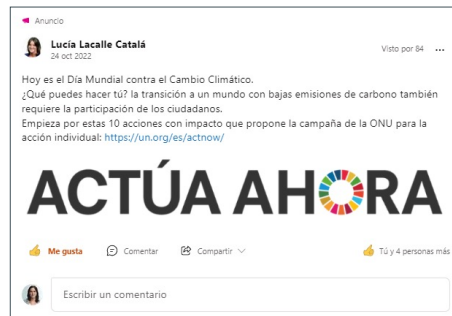 Anuncio
Lucía Lacalle Catalá
24 oct 2022
Visto por 84 ...
Hoy es el Día Mundial contra el Cambio Climático.
¿Qué puedes hacer tú? la transición a un mundo con bajas emisiones de carbono también
requiere la participación de los ciudadanos.
Empieza por estas 10 acciones con impacto que propone la campaña de la ONU para la
acción individual: https://un.org/es/actnow/
ACTÚA AHORA
Me gusta
Comentar
Compartir
Tú y 4 personas más
Escribir un comentario